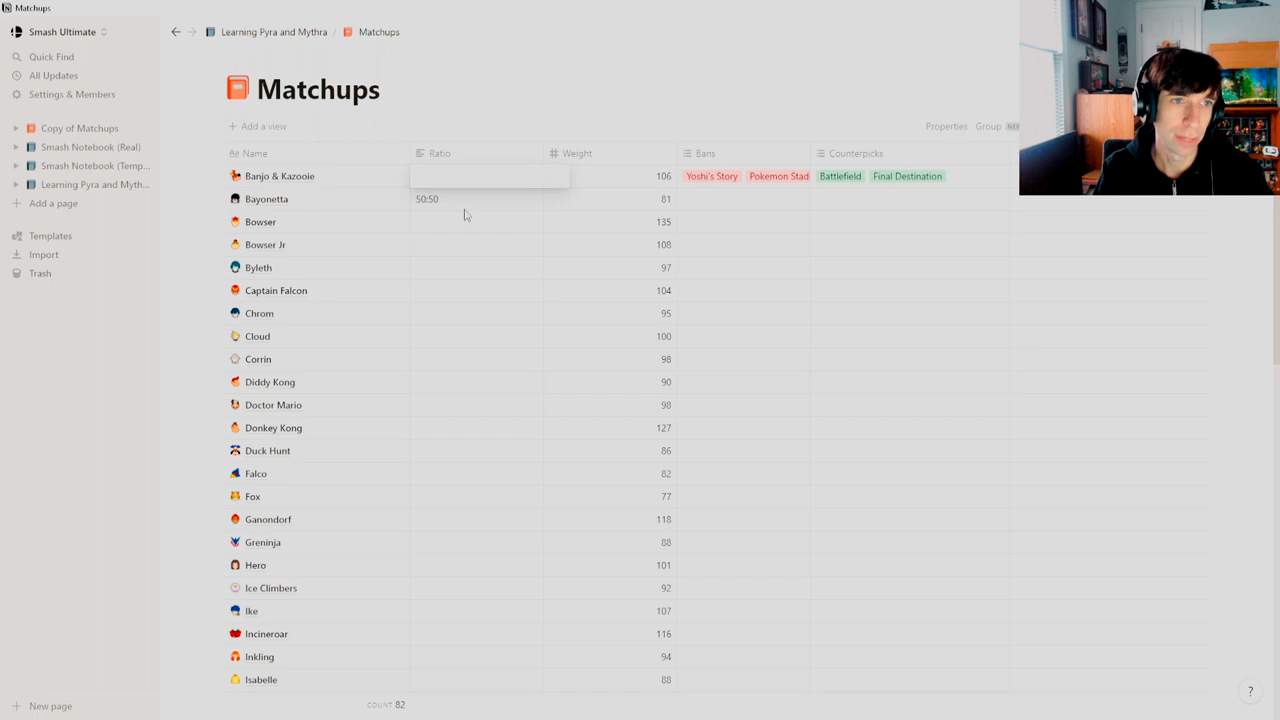 Matchups
Smash Ultimate
Learning Pyra and Mythra / Matchups
Quick Find
All Updates
Settings & Members
Copy of Matchups
Smash Notebook (Real)
Smash Notebook (Temp...
Learning Pyra and Myth...
Add a page
Templates
Import
Trash
New page
Matchups
Add a view
Properties Group NEW
Name Ratio Weight Bans Counterpicks
Banjo & Kazooie 106 Yoshi's Story Pokemon Stad Battlefield Final Destination
Bayonetta 50:50 81
Bowser 135
Bowser Jr 108
Byleth 97
Captain Falcon 104
Chrom 95
Cloud 100
Corrin 98
Diddy Kong 90
Doctor Mario 98
Donkey Kong 127
Duck Hunt 86
Falco 82
Fox 77
Ganondorf 118
Greninja 88
Hero 101
Ice Climbers 92
Ike 107
Incineroar 116
Inkling 94
Isabelle 88
COUNT 82
?